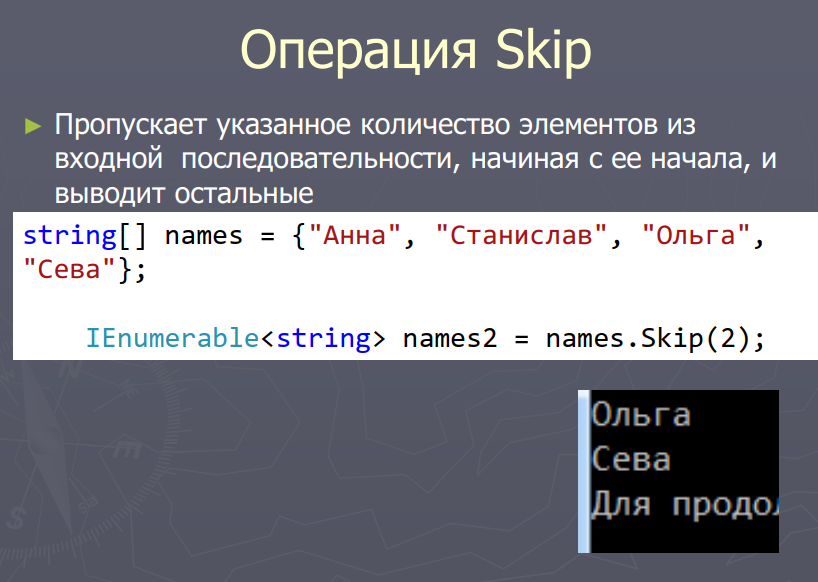 Операция Skip
Пропускает указанное количество элементов из
входной последовательности, начиная с ее начала, и
выводит остальные
string[] names = {"Анна", "Станислав", "Ольга",
"Сева"};
IEnumerable<string> names2 = names.Skip(2);
Ольга
Сева
Для